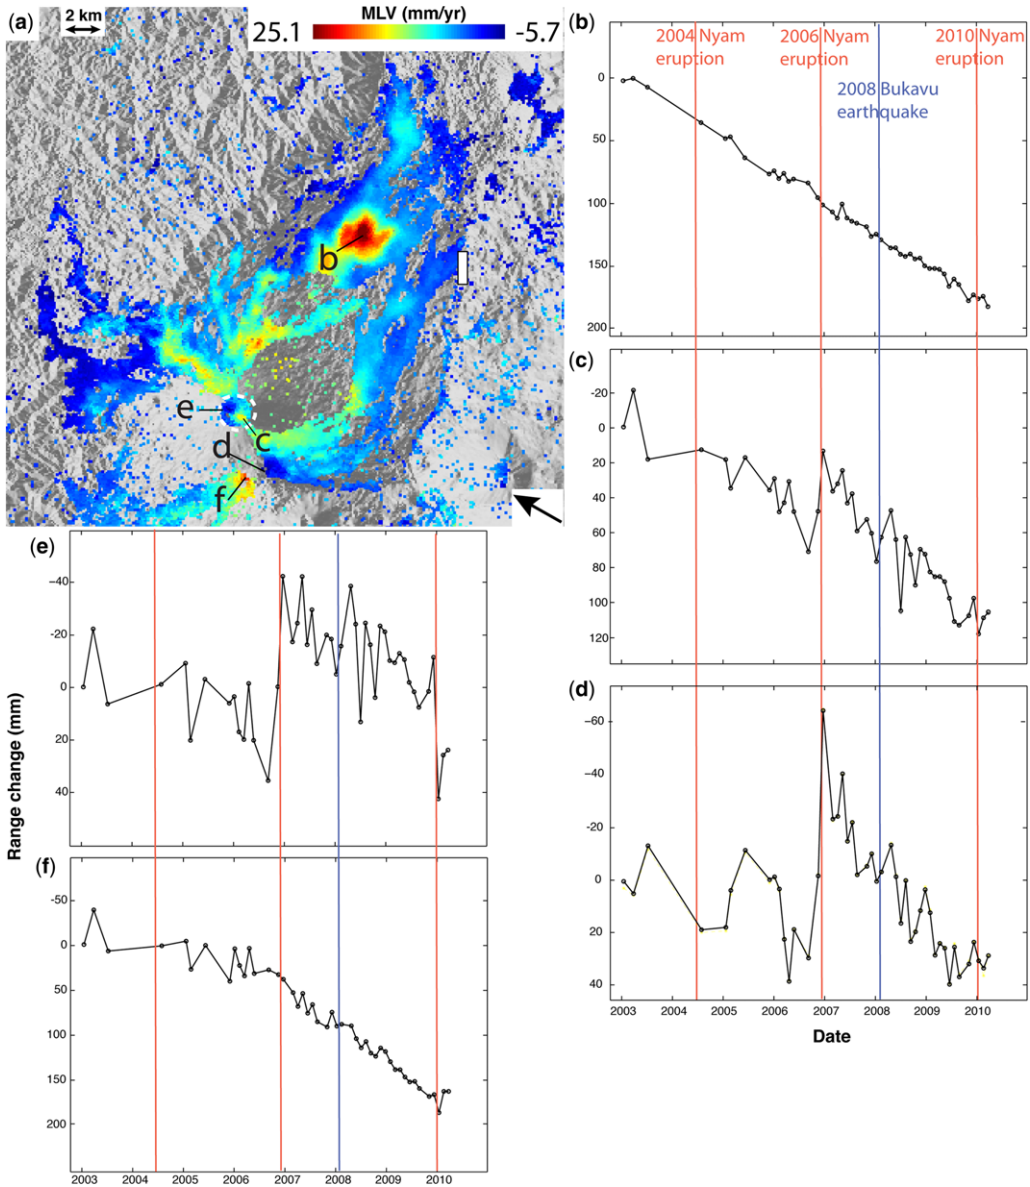 (a)
2 km
MLV (mm/yr)
25.1
-5.7
b
e
c
d
f
(b)
2004 Nyam
eruption
2006 Nyam
eruption
2010 Nyam
eruption
2008 Bukavu
earthquake
0
50
100
150
200
(c)
-20
0
20
40
60
80
100
120
(d)
-60
-40
-20
0
20
40
2003
2004
2005
2006
2007
2008
2009
2010
Date
(e)
-40
-20
0
20
40
Range change (mm)
(f)
-50
0
50
100
150
200
2003
2004
2005
2006
2007
2008
2009
2010